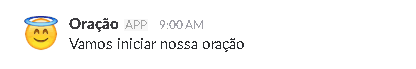 Oração APP 9:00 AM
Vamos iniciar nossa oração